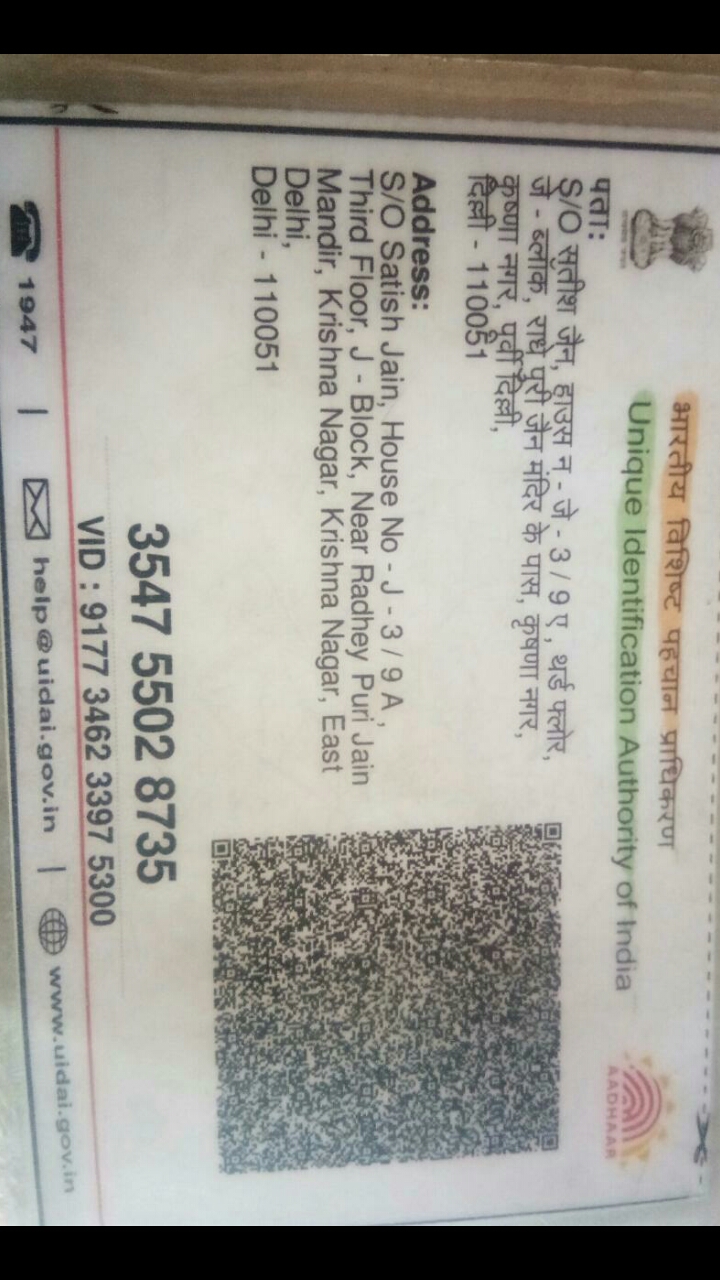 भारतीय विशिष्ट पहचान प्राधिकरण
Unique Identification Authority of India
AADHAAR
पता:
S/O सतीश जैन, हाउस न - जे - 3 / 9 ए , थर्ड फ्लोर,
जे - ब्लॉक, राधे पुरी जैन मंदिर के पास, कृषणा नगर,
कृष्णा नगर, पूर्वी दिल्ली,
दिल्ली - 110051
Address:
S/O Satish Jain, House No - J - 3 / 9 A ,
Third Floor, J - Block, Near Radhey Puri Jain
Mandir, Krishna Nagar, Krishna Nagar, East
Delhi,
Delhi - 110051
3547 5502 8735
VID : 9177 3462 3397 5300
1947 | help@uidai.gov.in | www.uidai.gov.in